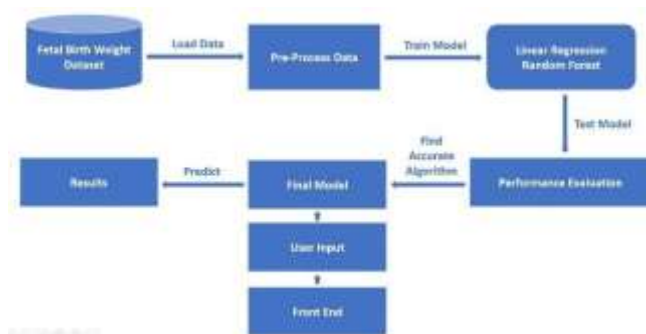 Fetal Birth Weight
Dataset
Load Data
Pre-Process Data
Train Model
Linear Regression
Random Forest
Test Model
Performance Evaluation
Find
Accurate
Algorithm
Final Model
Predict
Results
User Input
Front End